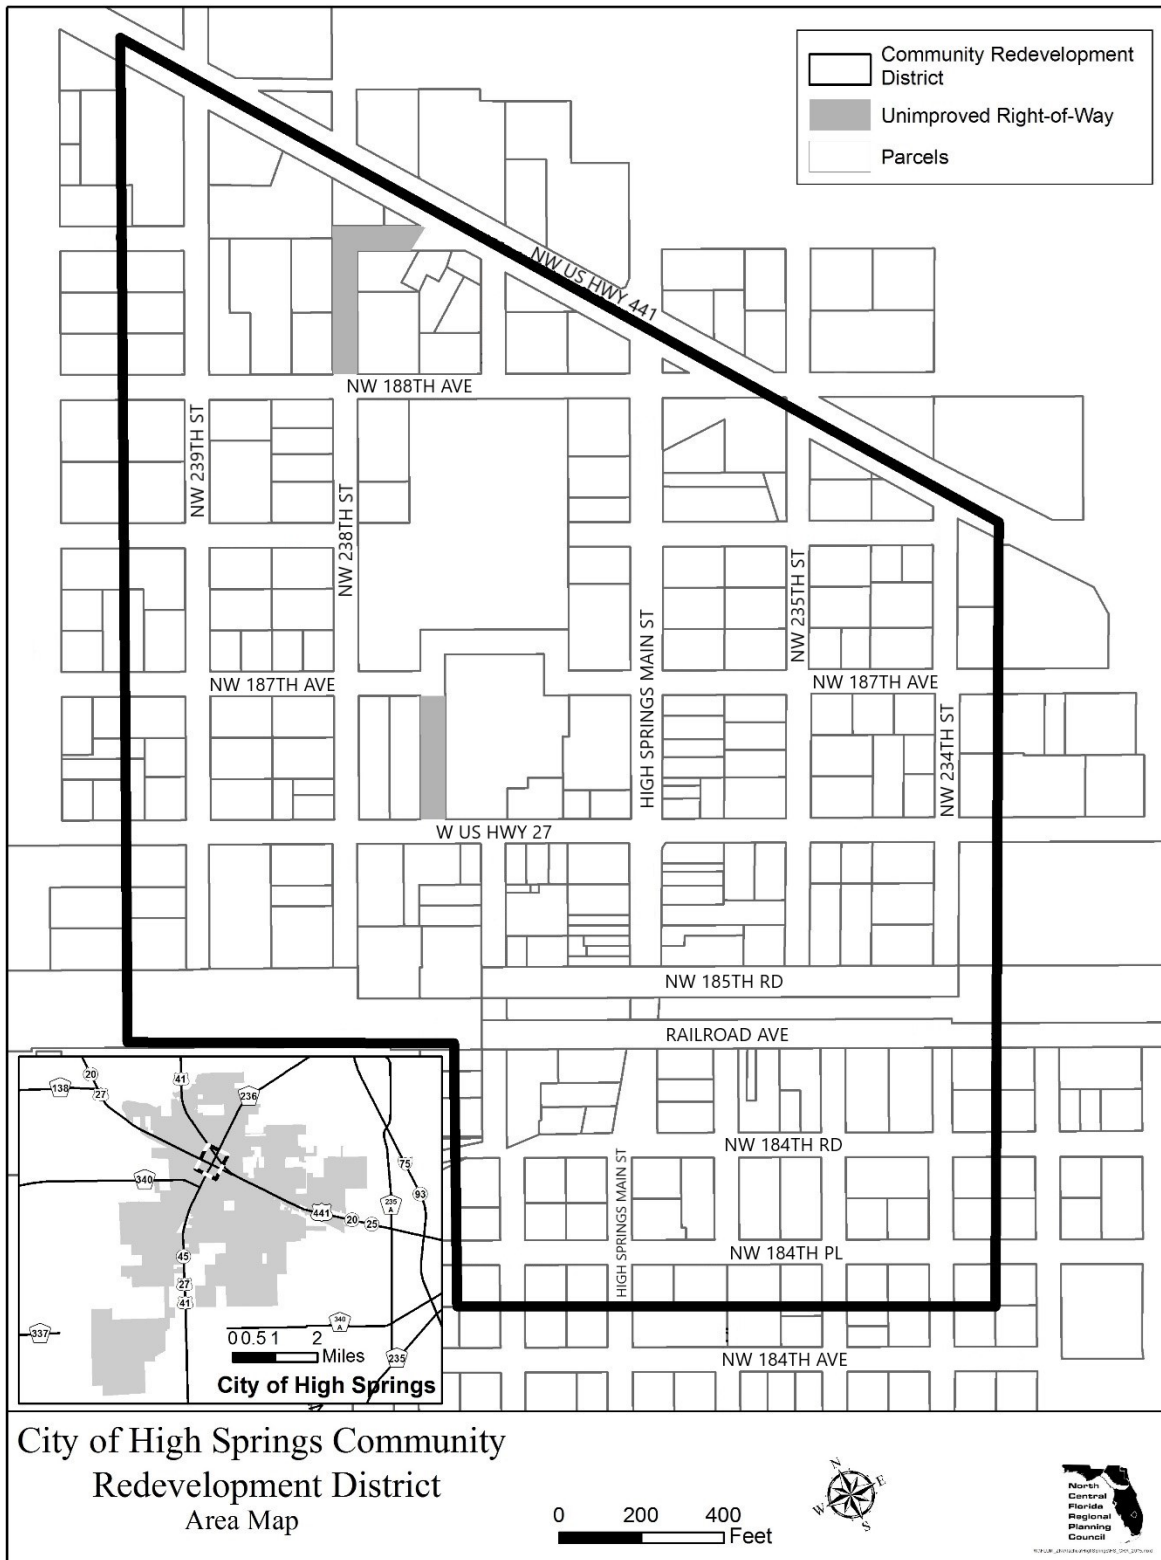 Community Redevelopment
District
Unimproved Right-of-Way
Parcels
NW US HWY 441
NW 188TH AVE
NW 239TH ST
NW 238TH ST
NW 235TH ST
HIGH SPRINGS MAIN ST
NW 187TH AVE
NW 187TH AVE
NW 234TH ST
W US HWY 27
NW 185TH RD
RAILROAD AVE
NW 184TH RD
HIGH SPRINGS MAIN ST
NW 184TH PL
NW 184TH AVE
20
41
138
27
236
340
75
93
235
A
441
20
25
45
27
41
340
A
337
235
0 0.5 1 2
Miles
City of High Springs
City of High Springs Community
Redevelopment District
Area Map
0 200 400
Feet
N
E
W
S
North
Central
Florida
Regional
Planning
Council